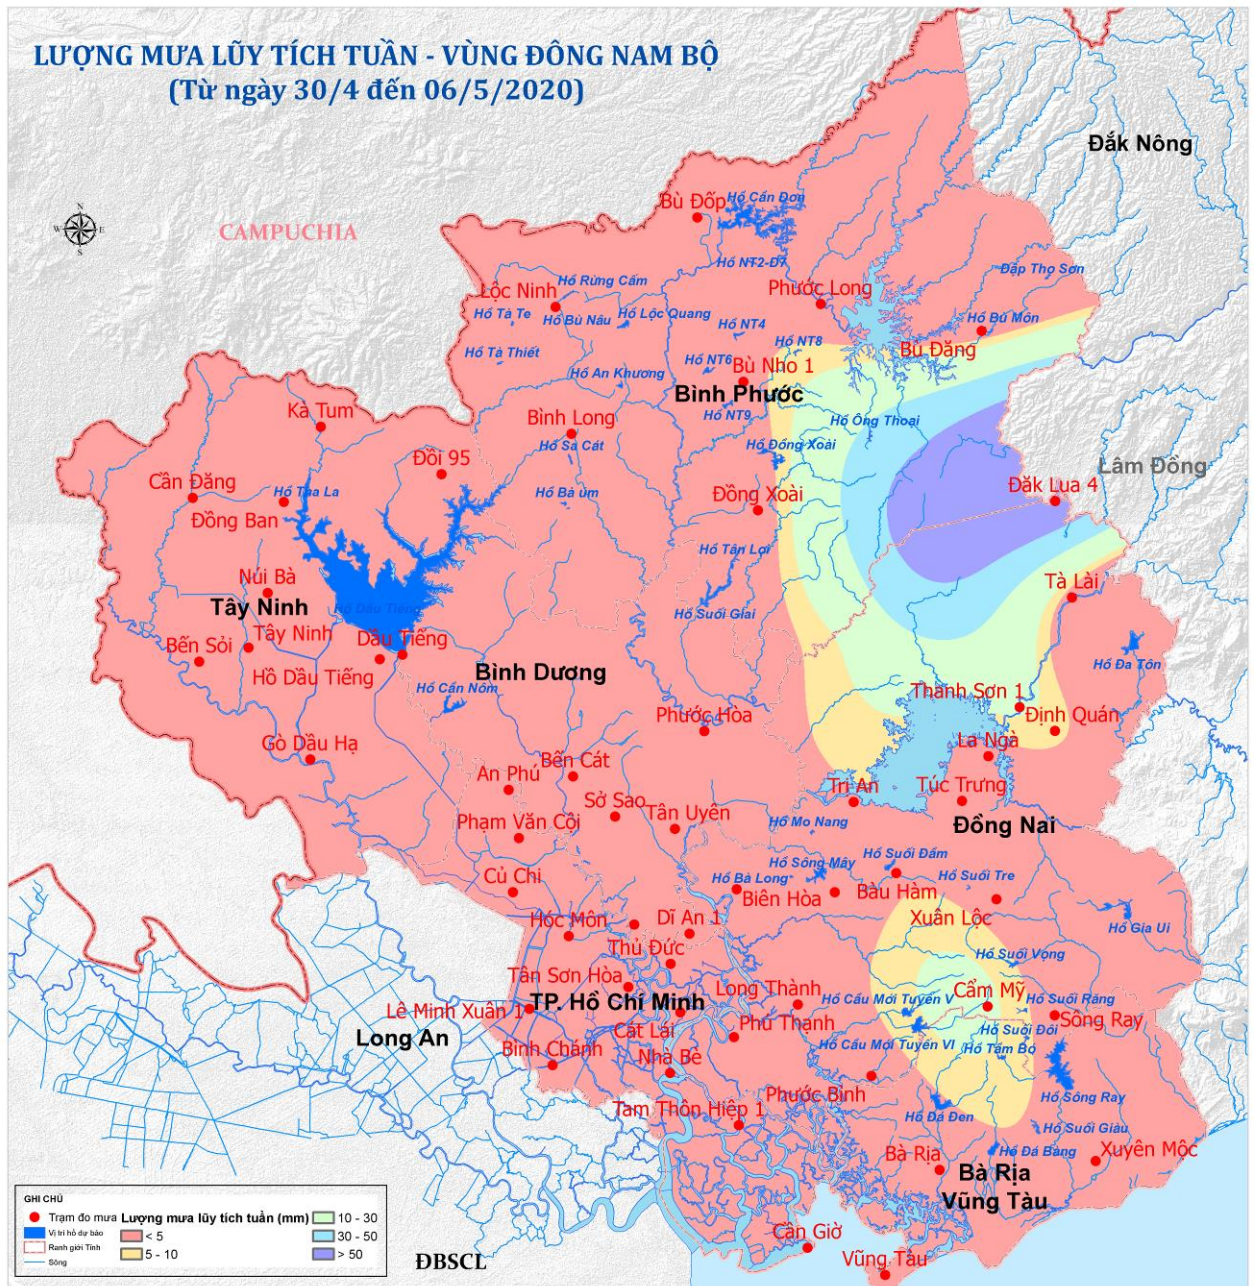 LƯỢNG MƯA LŨY TÍCH TUẦN - VÙNG ĐÔNG NAM BỘ
(Từ ngày 30/4 đến 06/5/2020)
Đắk Nông
N
W E
S
CAMPUCHIA
Bù Đốp
Hồ Cần Đơn
Hồ NT2-Đ7
Đập Thọ Sơn
Hồ Rừng Cấm
Lộc Ninh
Phước Long
Hồ Tà Te
Hồ Bù Nâu
Hồ Lộc Quang
Hồ NT4
Hồ Bù Môn
Hồ Tà Thiết
Hồ NT8
Bù Đăng
Hồ NT6
Bù Nho 1
Hồ An Khương
Bình Phước
Kà Tum
Bình Long
Hồ NT9
Hồ Ông Thoại
Hồ Sa Cát
Hồ Đồng Xoài
Đồi 95
Lâm Đồng
Cần Đăng
Hồ Tha La
Hồ Bà Úm
Đồng Xoài
Đăk Lua 4
Đồng Ban
Hồ Tân Lợi
Núi Bà
Tà Lài
Tây Ninh
Hồ Dầu Tiếng
Hồ Suối Giai
Bến Sỏi
Tây Ninh
Dầu Tiếng
Hồ Đa Tôn
Hồ Dầu Tiếng
Bình Dương
Hồ Cần Nôm
Thanh Sơn 1
Phước Hòa
Định Quán
Gò Dầu Hạ
La Ngà
Bến Cát
An Phú
Trị An
Túc Trưng
Sở Sao
Tân Uyên
Phạm Văn Cội
Hồ Mo Nang
Đồng Nai
Hồ Suối Đầm
Hồ Sông Mây
Củ Chi
Hồ Bà Long
Hồ Suối Tre
Biên Hòa
Bàu Hàm
Hóc Môn
Dĩ An 1
Xuân Lộc
Hồ Gia Ui
Thủ Đức
Hồ Suối Vọng
Tân Sơn Hòa
Long Thành
Cẩm Mỹ
TP. Hồ Chí Minh
Hồ Cầu Mới Tuyến V
Hồ Suối Ràng
Lê Minh Xuân 1
Sông Ray
Cát Lái
Phú Thạnh
Hồ Suối Đôi
Long An
Hồ Cầu Mới Tuyến VI
Hồ Tầm Bó
Bình Chánh
Nhà Bè
Phước Bình
Hồ Sông Ray
Tam Thôn Hiệp 1
Hồ Đá Đen
Hồ Suối Giàu
Bà Rịa
Hồ Đá Bàng
Xuyên Mộc
Bà Rịa
Vũng Tàu
Cần Giờ
Vũng Tàu
ĐBSCL
GHI CHÚ
Trạm đo mưa
Vị trí hồ dự báo
Ranh giới Tỉnh
Sông
Lượng mưa lũy tích tuần (mm)
< 5
5 - 10
10 - 30
30 - 50
> 50